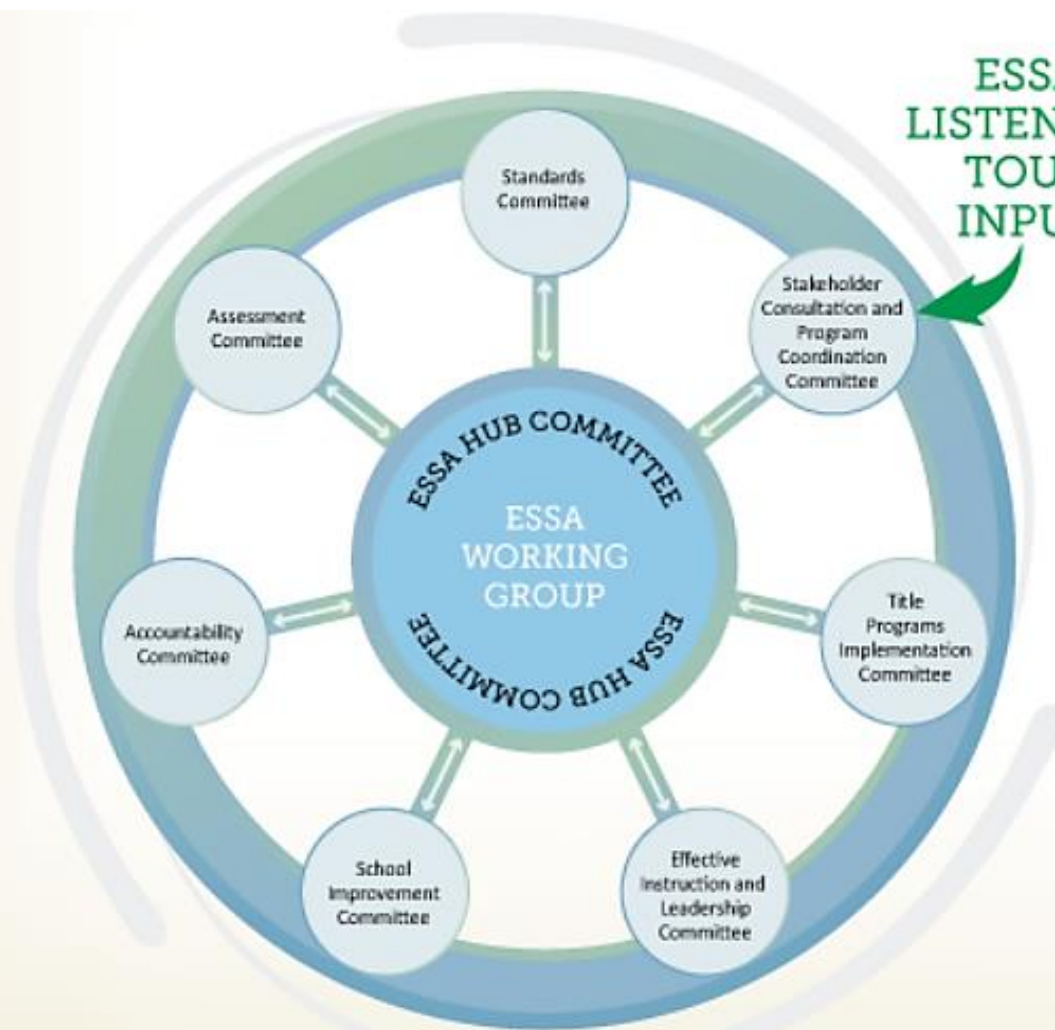 ESSA
LISTEN
TOU
INPU
Standards
Committee
Stakeholder
Consultation and
Program
Coordination
Committee
Title
Programs
Implementation
Committee
Effective
Instruction and
Leadership
Committee
School
Improvement
Committee
Accountability
Committee
Assessment
Committee
ESSA HUB COMMITTEE
ESSA
WORKING
GROUP
ESSA HUB COMMITTEE